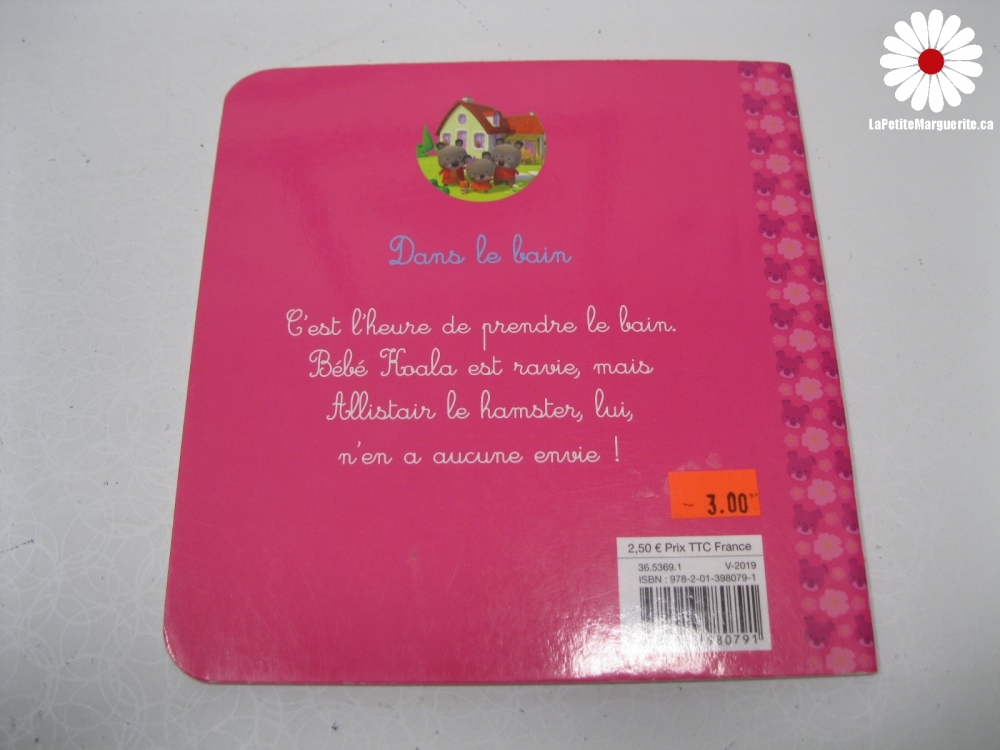 LaPetiteMarguerite.ca
Dans le bain
C'est l'heure de prendre le bain.
Bébé Koala est ravie, mais
Allistair le hamster, lui,
n'en a aucune envie !
- 3.00
2,50 € Prix TTC France
36.5369.1 V-2019
ISBN : 978-2-01-398079-1